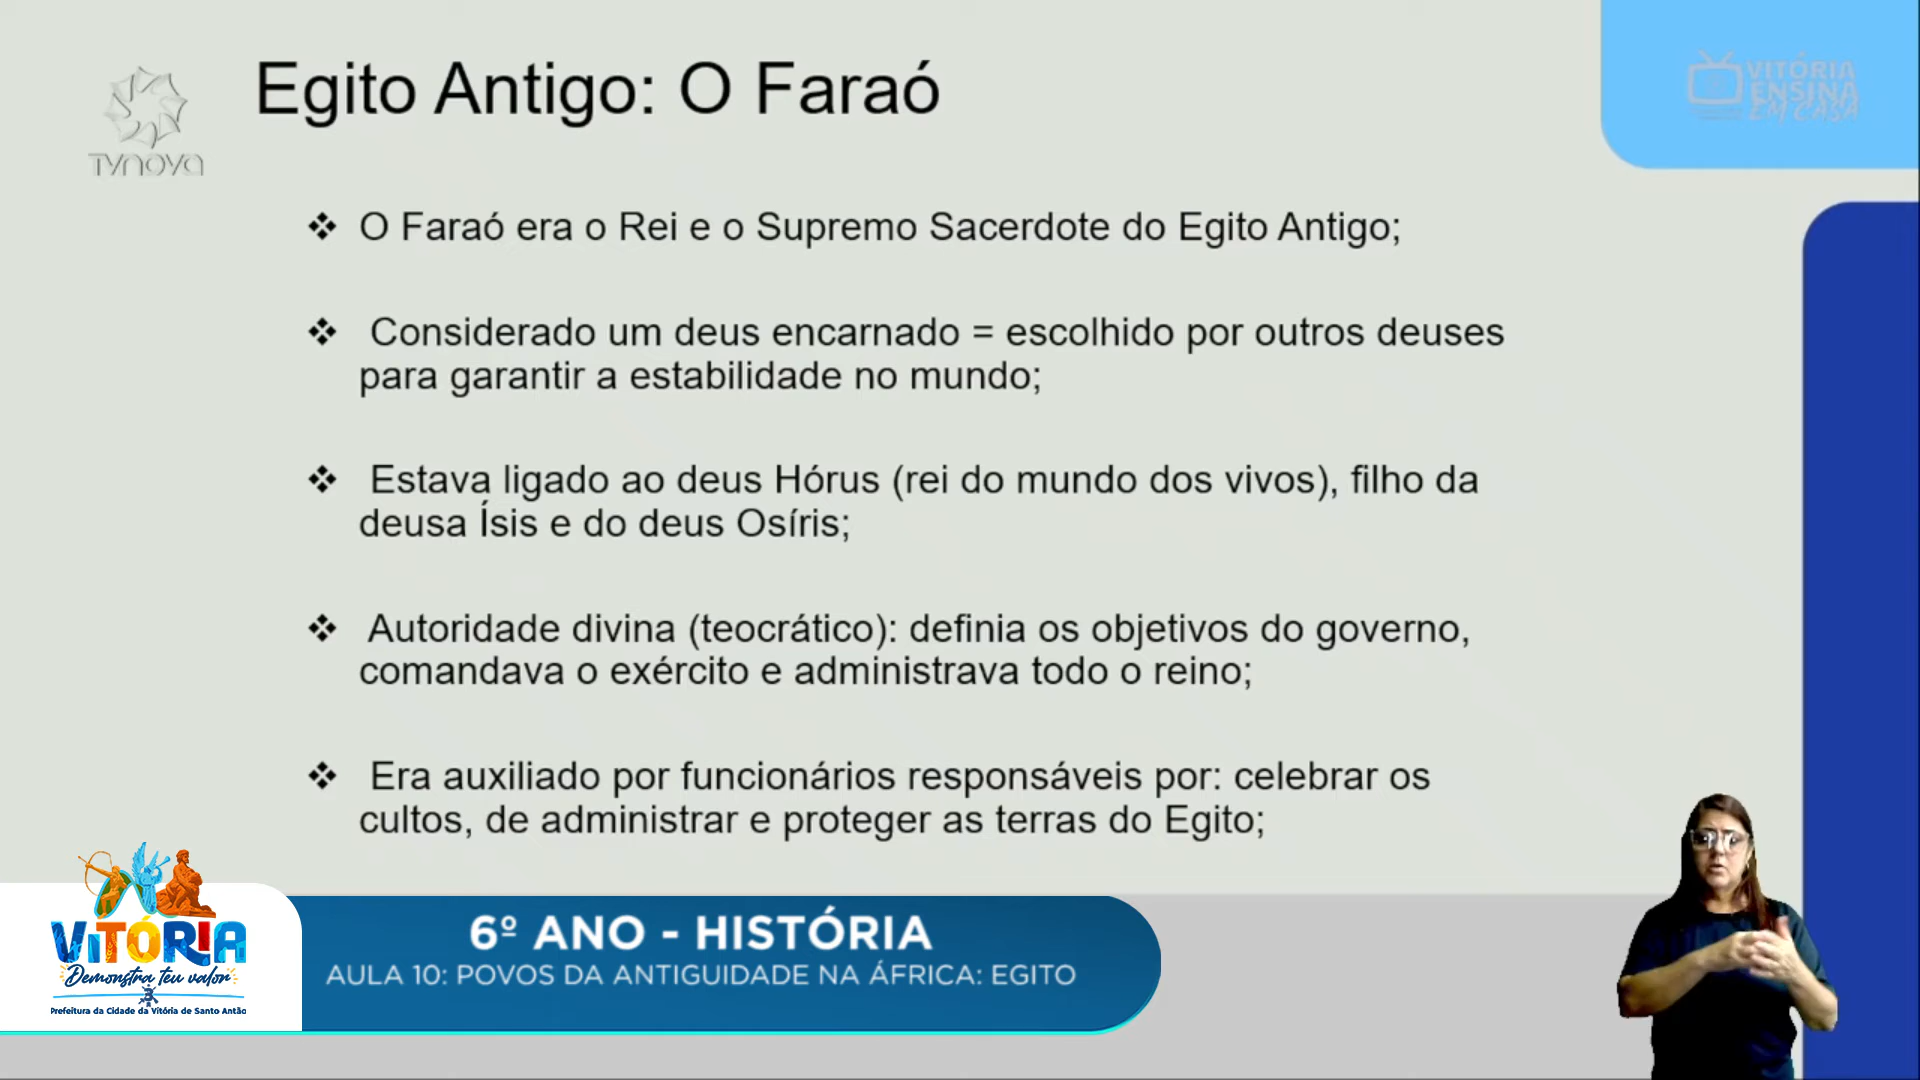 Egito Antigo: O Faraó
TVNOVA
VITÓRIA
ENSINA
EM CASA
❖ O Faraó era o Rei e o Supremo Sacerdote do Egito Antigo;
❖ Considerado um deus encarnado = escolhido por outros deuses
para garantir a estabilidade no mundo;
❖ Estava ligado ao deus Hórus (rei do mundo dos vivos), filho da
deusa Ísis e do deus Osíris;
❖ Autoridade divina (teocrático): definia os objetivos do governo,
comandava o exército e administrava todo o reino;
❖ Era auxiliado por funcionários responsáveis por: celebrar os
cultos, de administrar e proteger as terras do Egito;
VITÓRIA
Demonstra teu valor
Prefeitura da Cidade da Vitória de Santo Antão
6º ANO - HISTÓRIA
AULA 10: POVOS DA ANTIGUIDADE NA ÁFRICA: EGITO